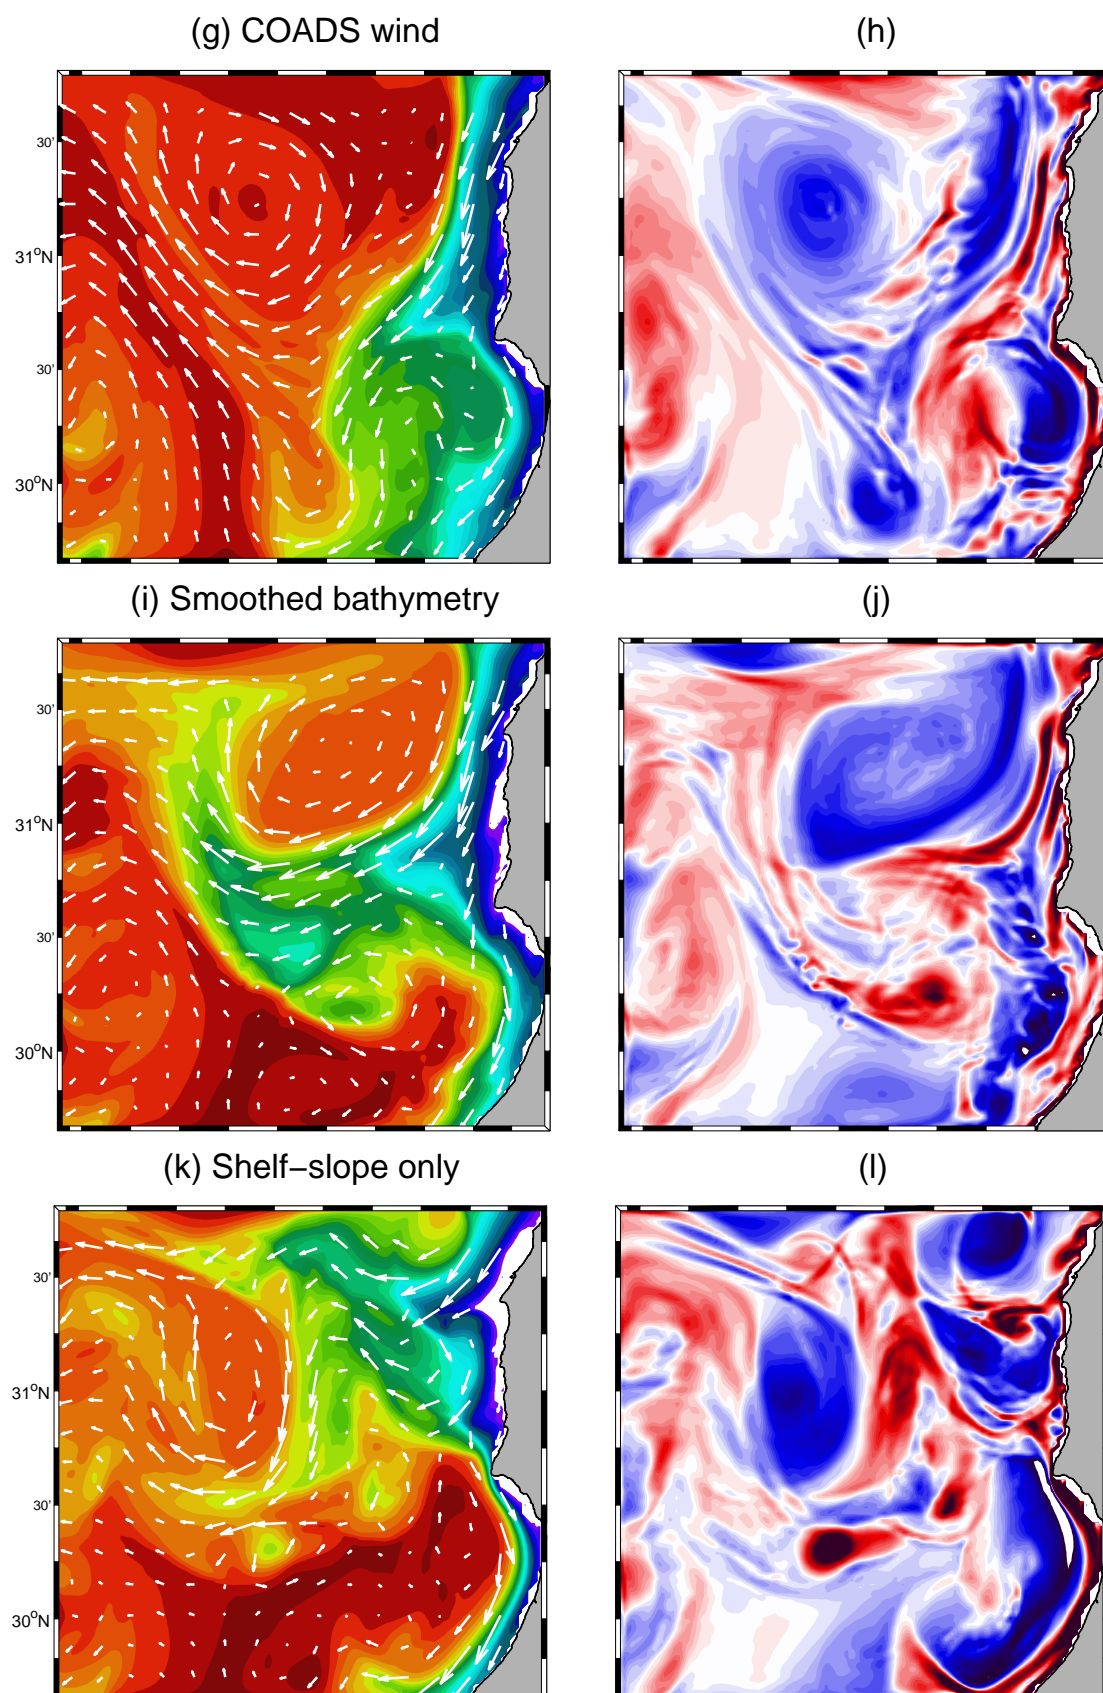 (g) COADS wind
(h)
30'
31°N
30'
30°N
(i) Smoothed bathymetry
(j)
30'
31°N
30'
30°N
(k) Shelf−slope only
(l)
30'
31°N
30'
30°N